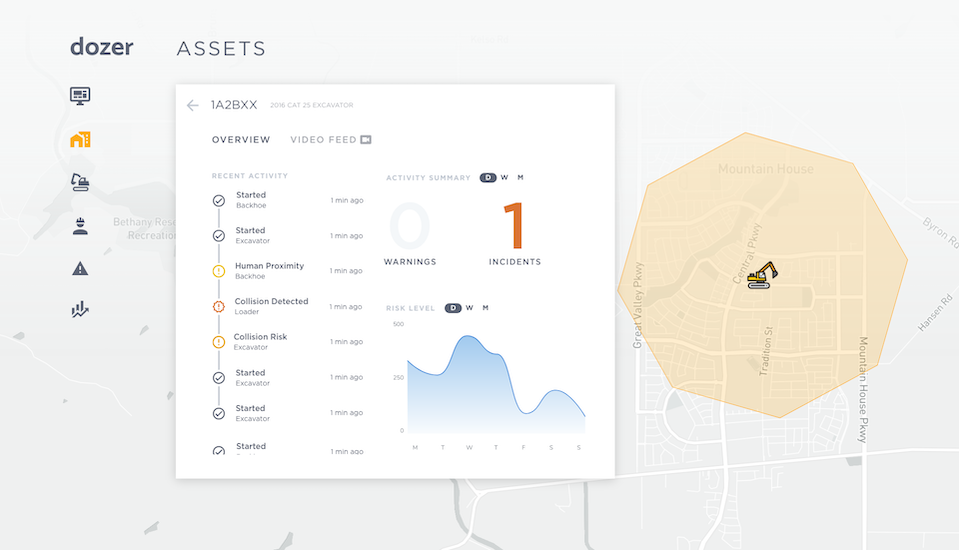 dozer
ASSETS
1A2BXX
2016 CAT 25 EXCAVATOR
OVERVIEW
VIDEO FEED
RECENT ACTIVITY
Started
Backhoe
1 min ago
Started
Excavator
1 min ago
Human Proximity
Backhoe
1 min ago
Collision Detected
Loader
1 min ago
Collision Risk
Excavator
1 min ago
Started
Excavator
1 min ago
Started
Excavator
1 min ago
Started
1 min ago
ACTIVITY SUMMARY
D W M
0
WARNINGS
1
INCIDENTS
RISK LEVEL
D W M
500
250
0
M T W T F S S
Bethany Rese
Recreation
Mountain House
Central Pkwy
Great Valley Pkwy
Tradition St
Mountain House Pkwy
Byron Rd
Hansen Rd